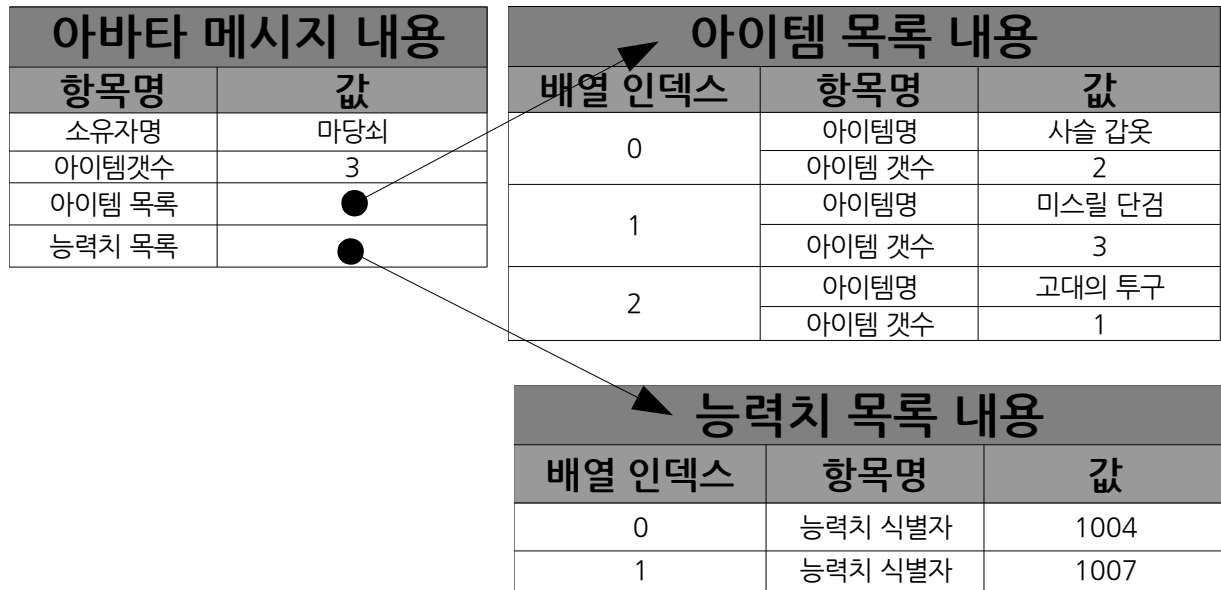 아바타 메시지 내용
항목명 값
소유자명 마당쇠
아이템갯수 3
아이템 목록
능력치 목록
아이템 목록 내용
배열 인덱스 항목명 값
0 아이템명 사슬 갑옷
아이템 갯수 2
1 아이템명 미스릴 단검
아이템 갯수 3
2 아이템명 고대의 투구
아이템 갯수 1
능력치 목록 내용
배열 인덱스 항목명 값
0 능력치 식별자 1004
1 능력치 식별자 1007